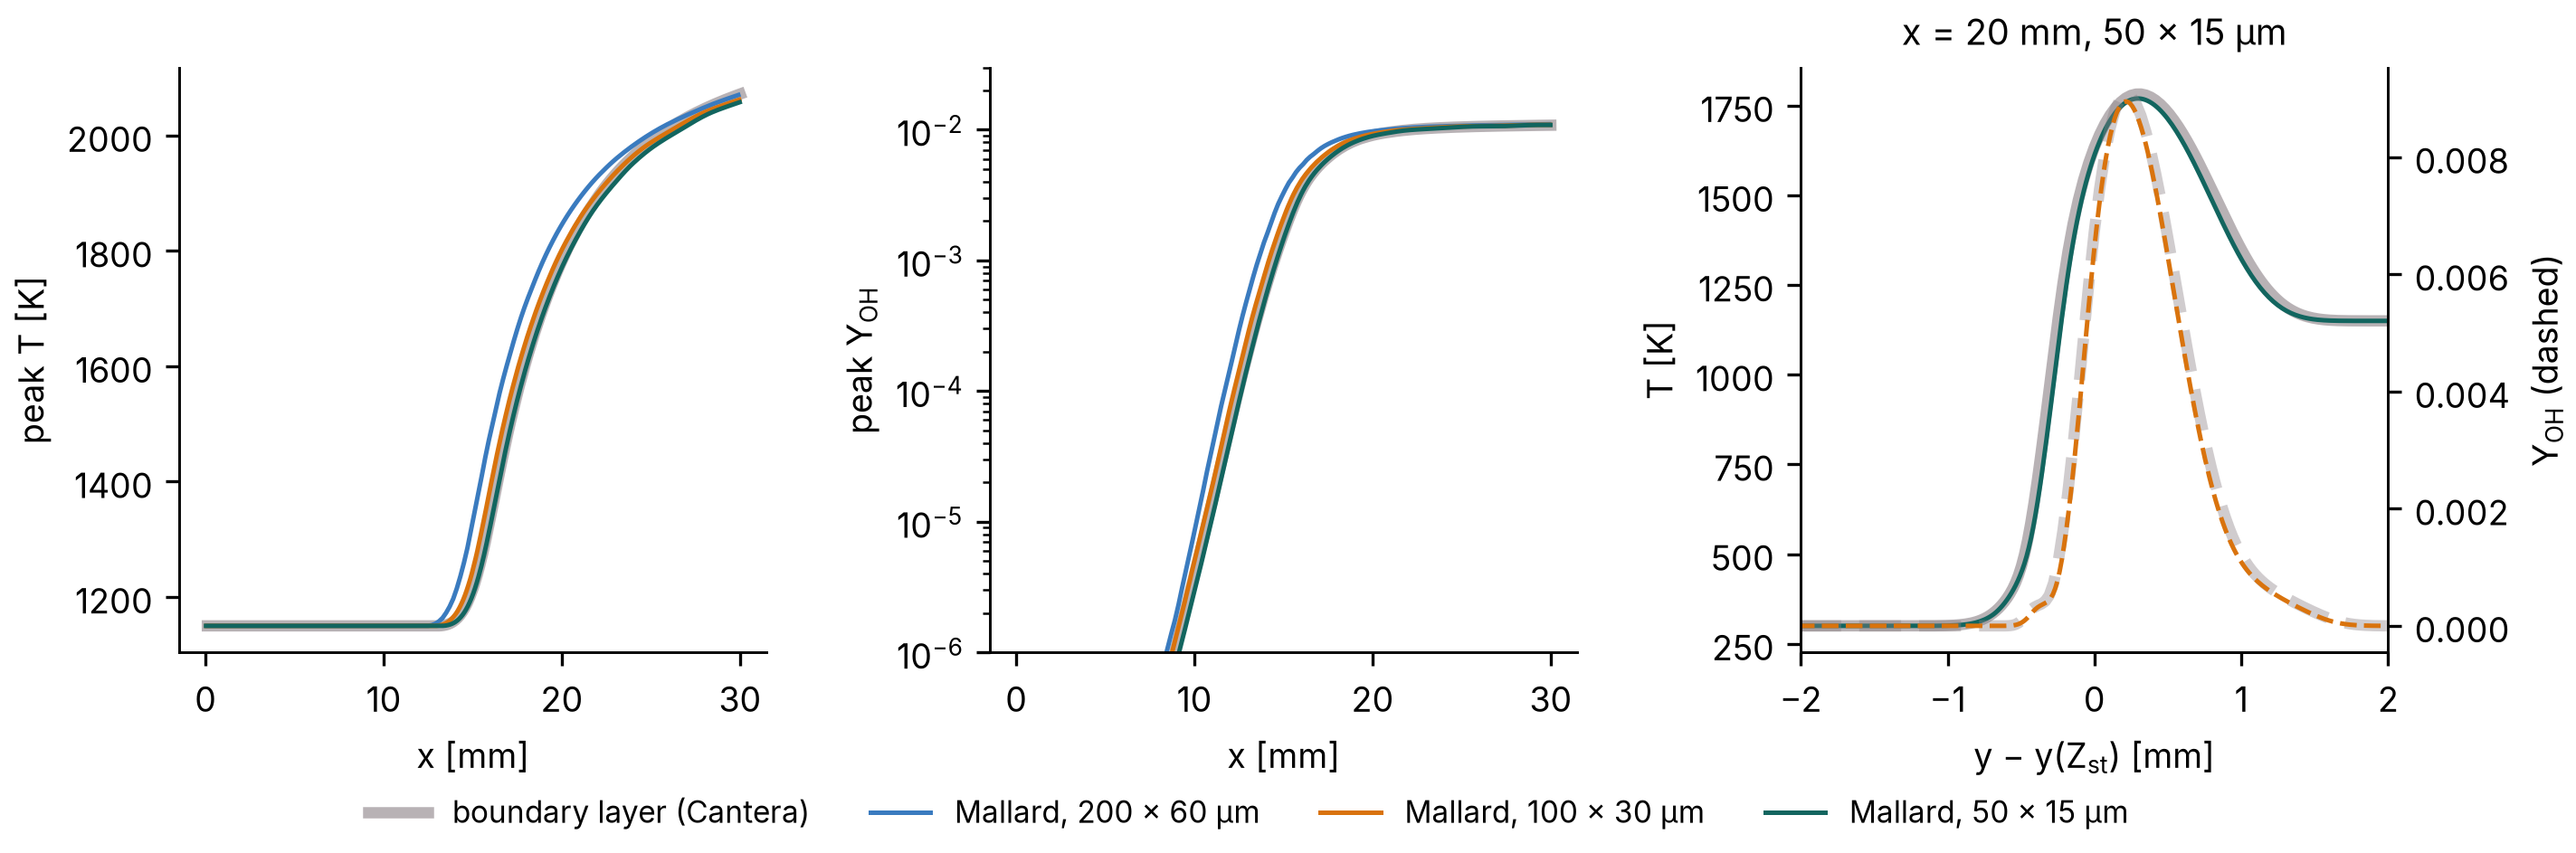 peak T [K]
2000
1800
1600
1400
1200
0 10 20 30
x [mm]
peak Y_OH
10⁻²
10⁻³
10⁻⁴
10⁻⁵
10⁻⁶
0 10 20 30
x [mm]
x = 20 mm, 50 × 15 µm
T [K]
1750
1500
1250
1000
750
500
250
−2 −1 0 1 2
y − y(Z_st) [mm]
0.008
0.006
0.004
0.002
0.000
Y_OH (dashed)
boundary layer (Cantera) Mallard, 200 × 60 µm Mallard, 100 × 30 µm Mallard, 50 × 15 µm